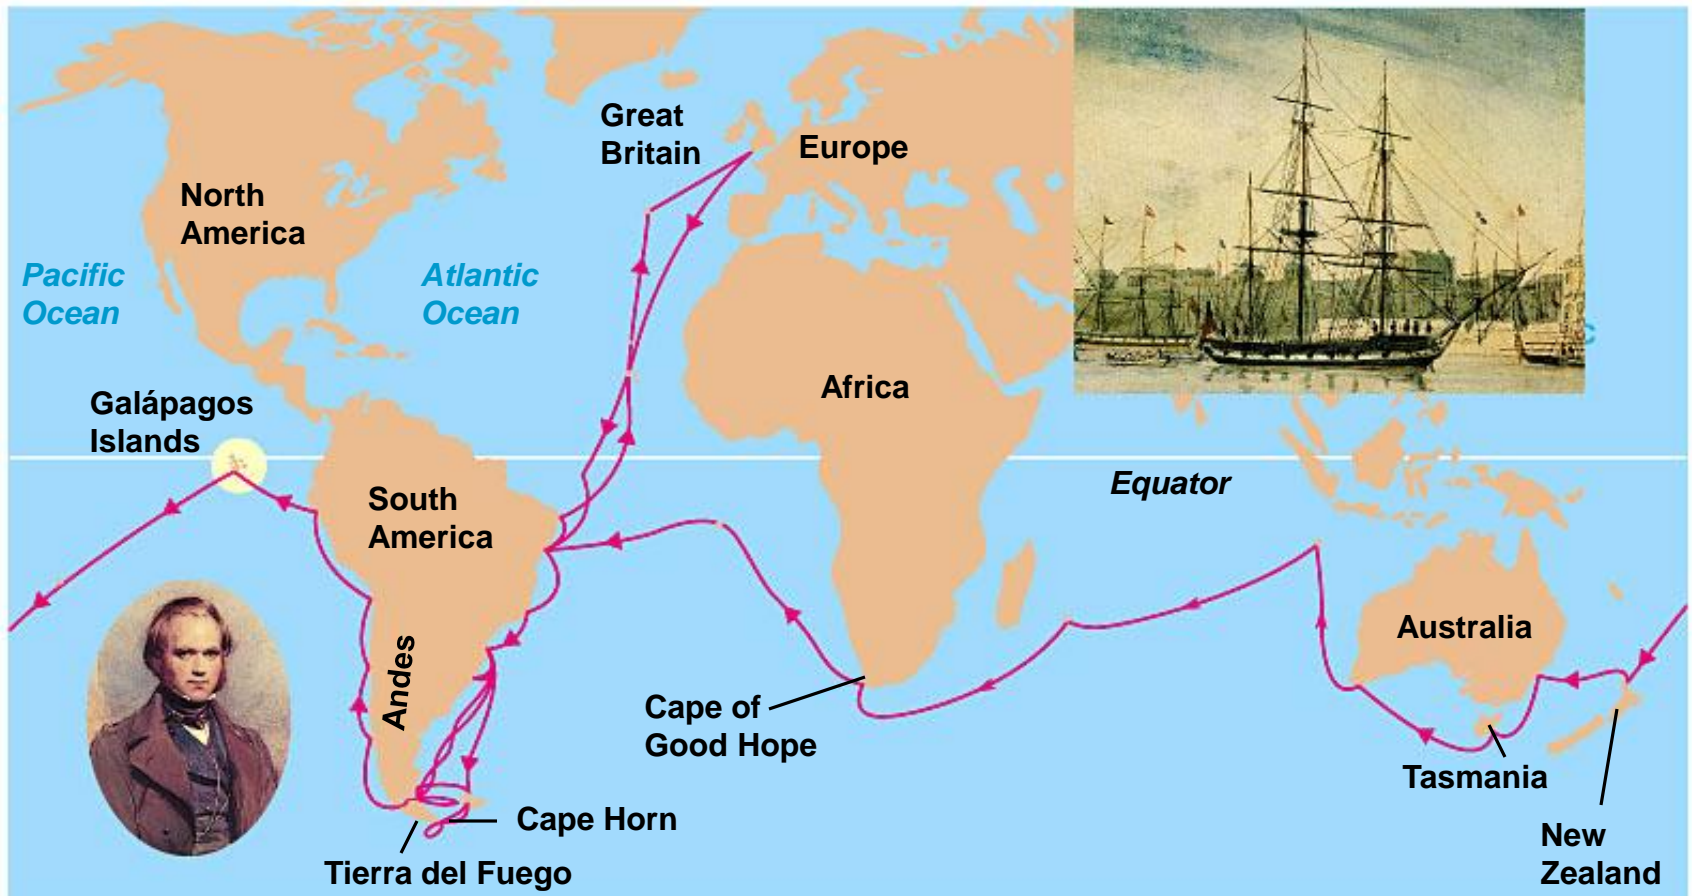 Great
Britain
Europe
North
America
Pacific
Ocean
Atlantic
Ocean
Africa
Galápagos
Islands
Equator
South
America
Andes
Australia
Cape of
Good Hope
Tasmania
Cape Horn
New
Zealand
Tierra del Fuego